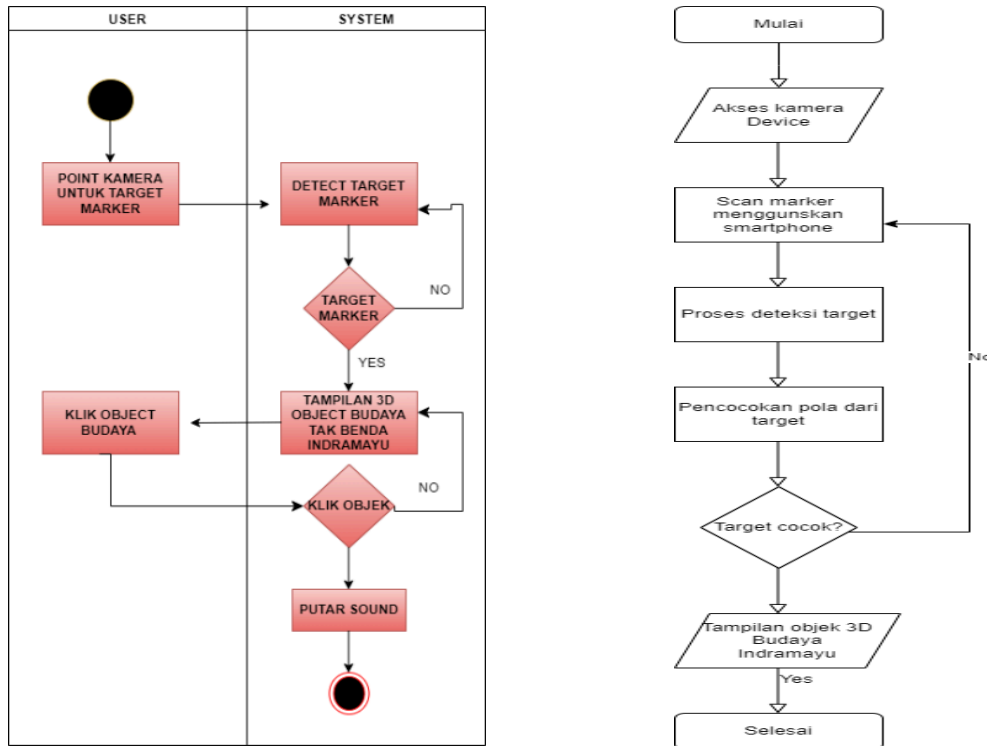 USER
SYSTEM
POINT KAMERA
UNTUK TARGET
MARKER
DETECT TARGET
MARKER
TARGET
MARKER
NO
YES
KLIK OBJECT
BUDAYA
TAMPILAN 3D
OBJECT BUDAYA
TAK BENDA
INDRAMAYU
KLIK OBJEK
NO
PUTAR SOUND
Mulai
Akses kamera
Device
Scan marker
menggunskan
smartphone
Proses deteksi target
No
Pencocokan pola dari
target
Target cocok?
Tampilan objek 3D
Budaya
Indramayu
Yes
Selesai